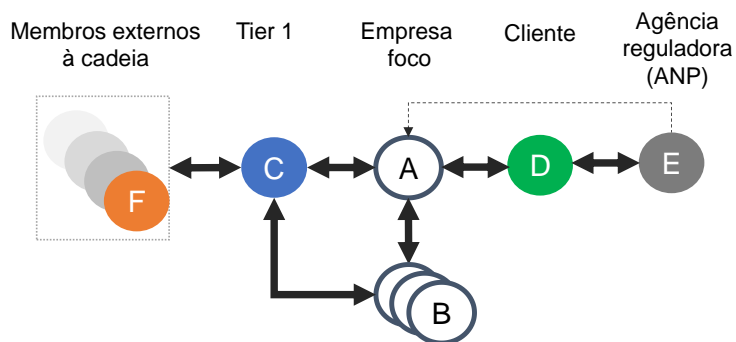 Membros externos
à cadeia
Tier 1
Empresa
foco
Cliente
Agência
reguladora
(ANP)
F
C
A
D
E
B